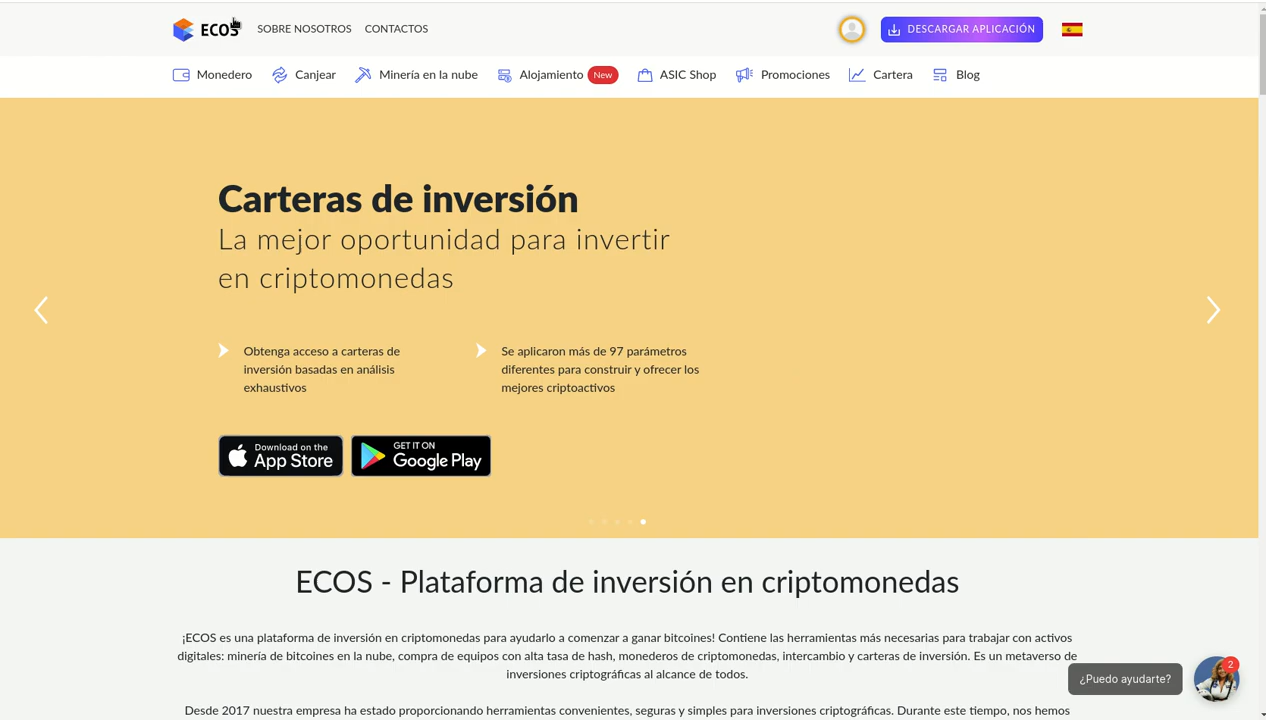 ECOS
SOBRE NOSOTROS
CONTACTOS
DESCARGAR APLICACIÓN
Monedero
Canjear
Minería en la nube
Alojamiento
New
ASIC Shop
Promociones
Cartera
Blog
Carteras de inversión
La mejor oportunidad para invertir
en criptomonedas
Obtenga acceso a carteras de
inversión basadas en análisis
exhaustivos
Se aplicaron más de 97 parámetros
diferentes para construir y ofrecer los
mejores criptoactivos
Download on the
App Store
GET IT ON
Google Play
ECOS - Plataforma de inversión en criptomonedas
¡ECOS es una plataforma de inversión en criptomonedas para ayudarlo a comenzar a ganar bitcoines! Contiene las herramientas más necesarias para trabajar con activos
digitales: minería de bitcoines en la nube, compra de equipos con alta tasa de hash, monederos de criptomonedas, intercambio y carteras de inversión. Es un metaverso de
inversiones criptográficas al alcance de todos.
¿Puedo ayudarte?
2
Desde 2017 nuestra empresa ha estado proporcionando herramientas convenientes, seguras y simples para inversiones criptográficas. Durante este tiempo, nos hemos